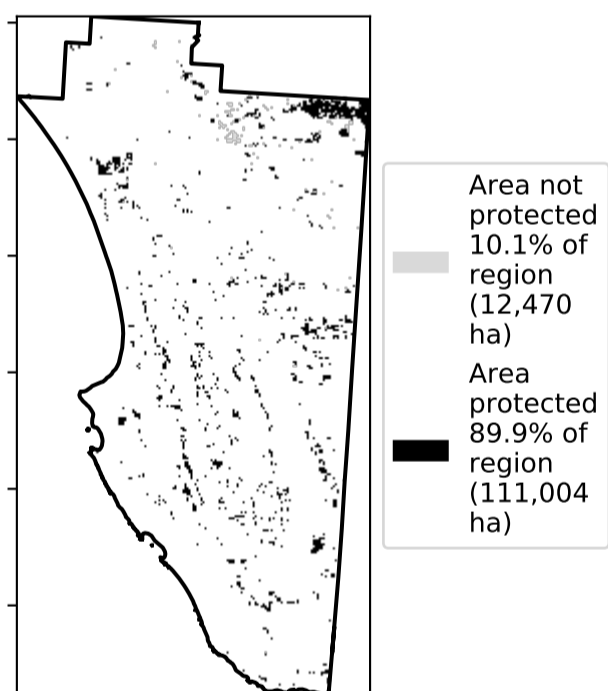 Area not
protected
10.1% of
region
(12,470
ha)
Area
protected
89.9% of
region
(111,004
ha)